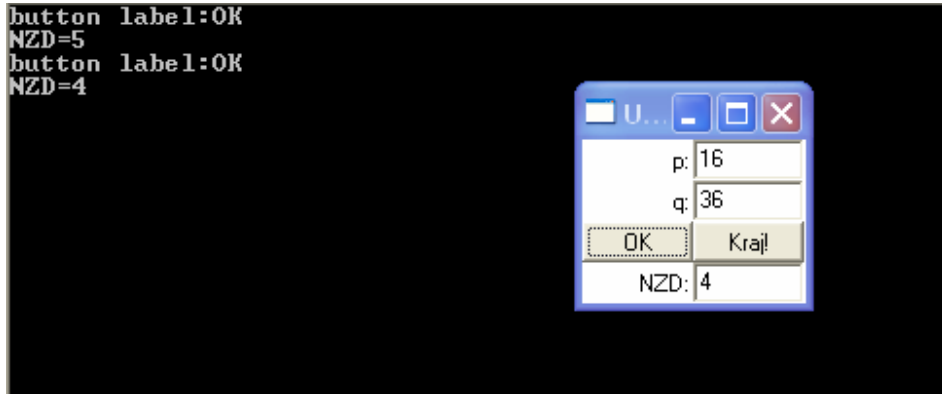 button label:OK
NZD=5
button label:OK
NZD=4
U...
p: 16
q: 36
OK Kraj!
NZD: 4